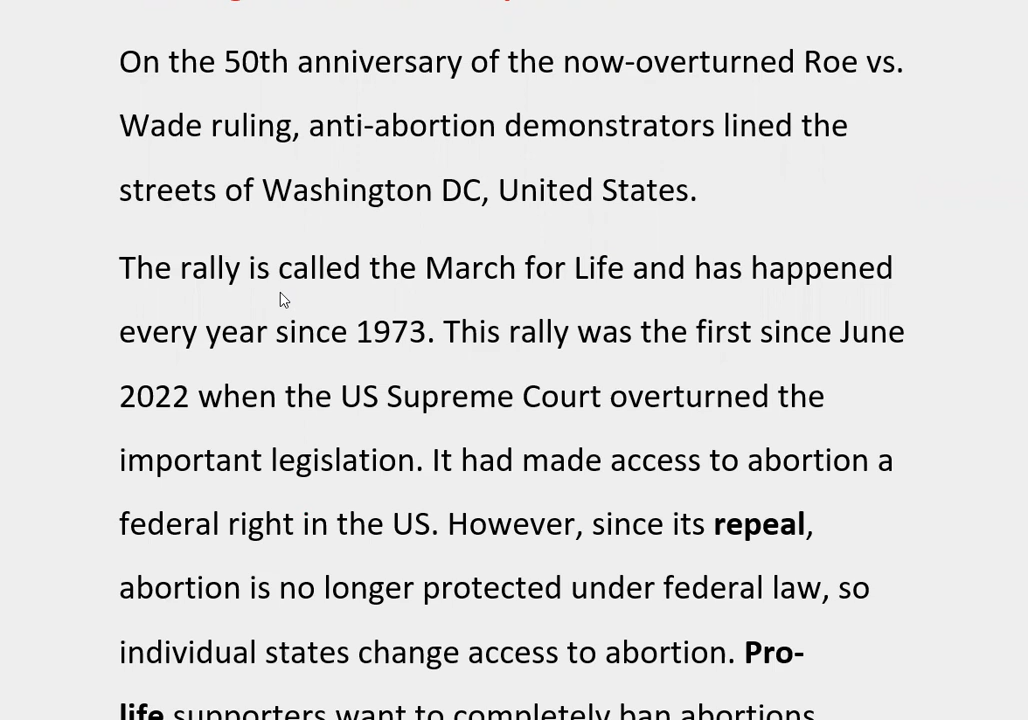 On the 50th anniversary of the now-overturned Roe vs.
Wade ruling, anti-abortion demonstrators lined the
streets of Washington DC, United States.
The rally is called the March for Life and has happened
every year since 1973. This rally was the first since June
2022 when the US Supreme Court overturned the
important legislation. It had made access to abortion a
federal right in the US. However, since its repeal,
abortion is no longer protected under federal law, so
individual states change access to abortion. Pro-
life supporters want to completely ban abortions